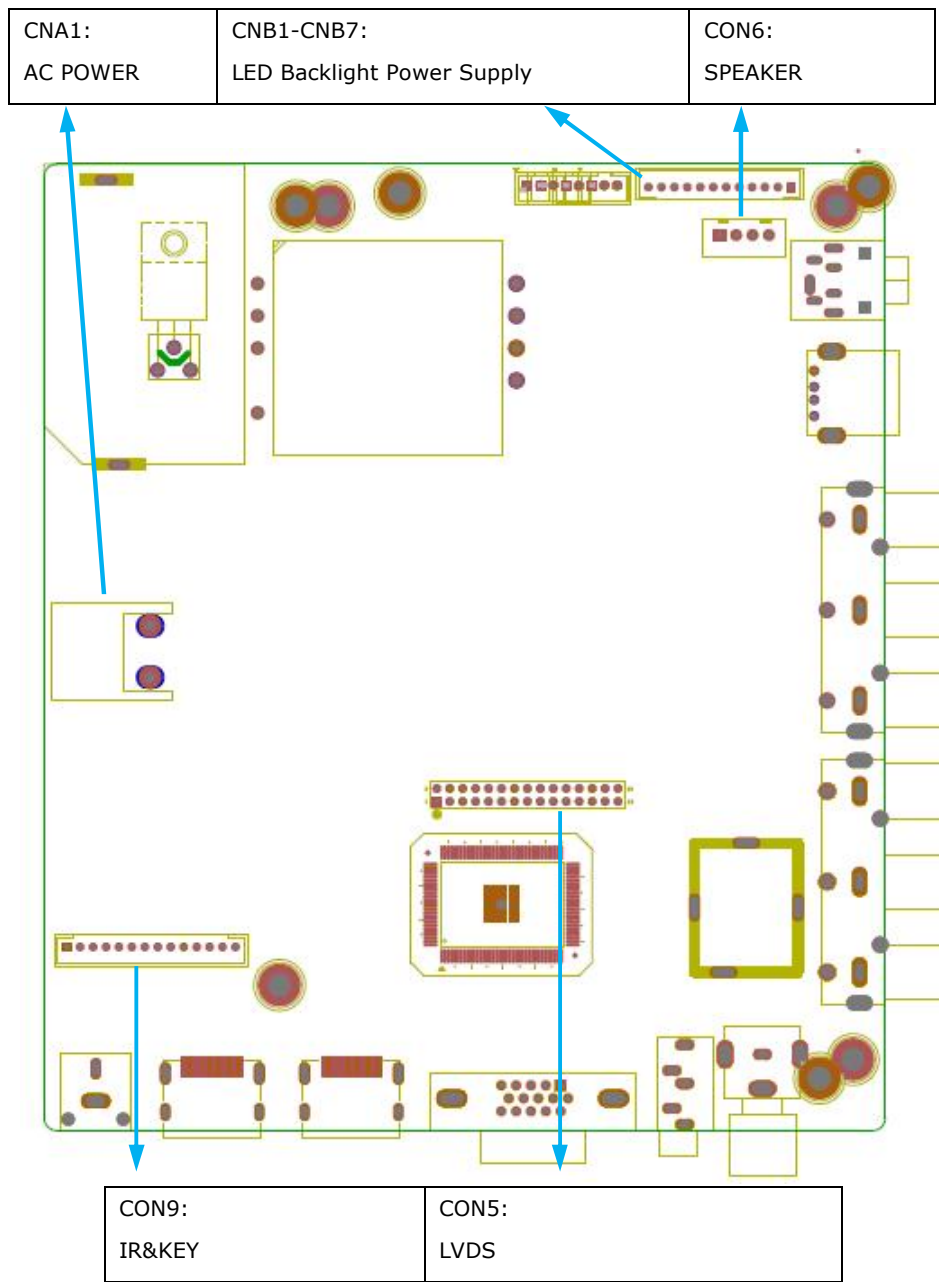 CNA1:
AC POWER
CNB1-CNB7:
LED Backlight Power Supply
CON6:
SPEAKER
CON9:
IR&KEY
CON5:
LVDS